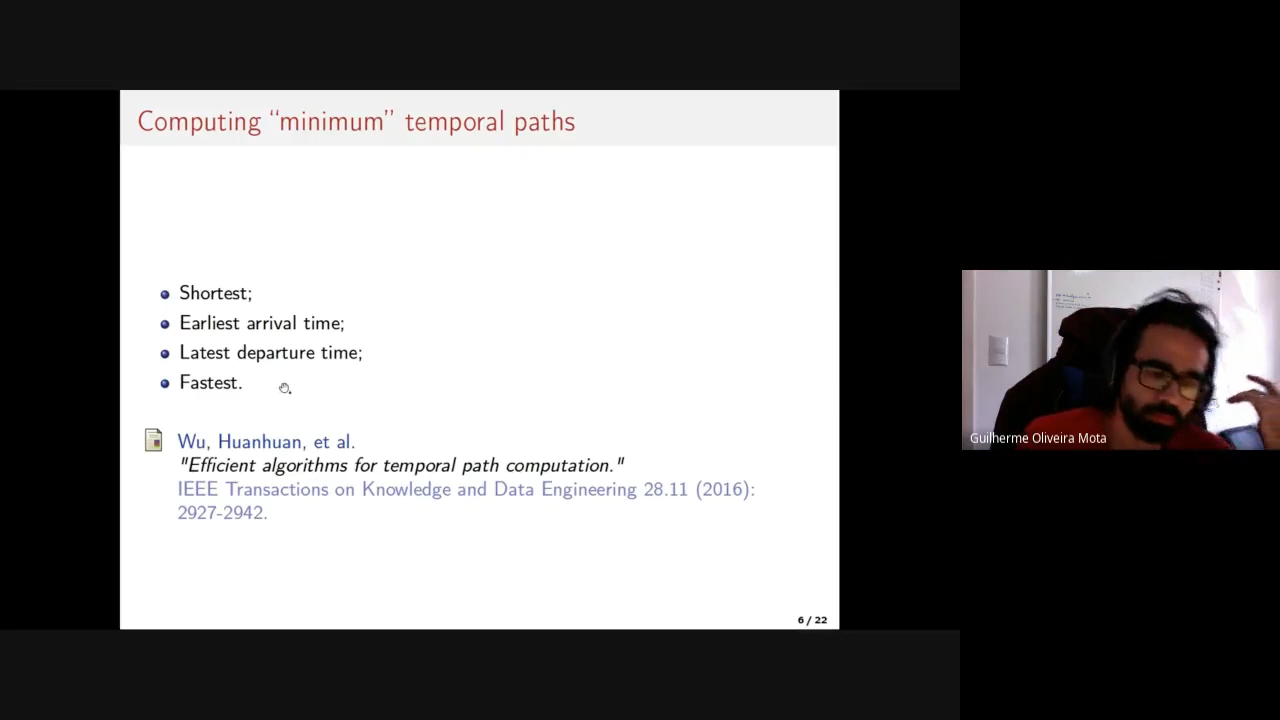 Computing “minimum” temporal paths
Shortest;
Earliest arrival time;
Latest departure time;
Fastest.
Wu, Huanhuan, et al.
"Efficient algorithms for temporal path computation."
IEEE Transactions on Knowledge and Data Engineering 28.11 (2016):
2927-2942.
6 / 22
Guilherme Oliveira Mota